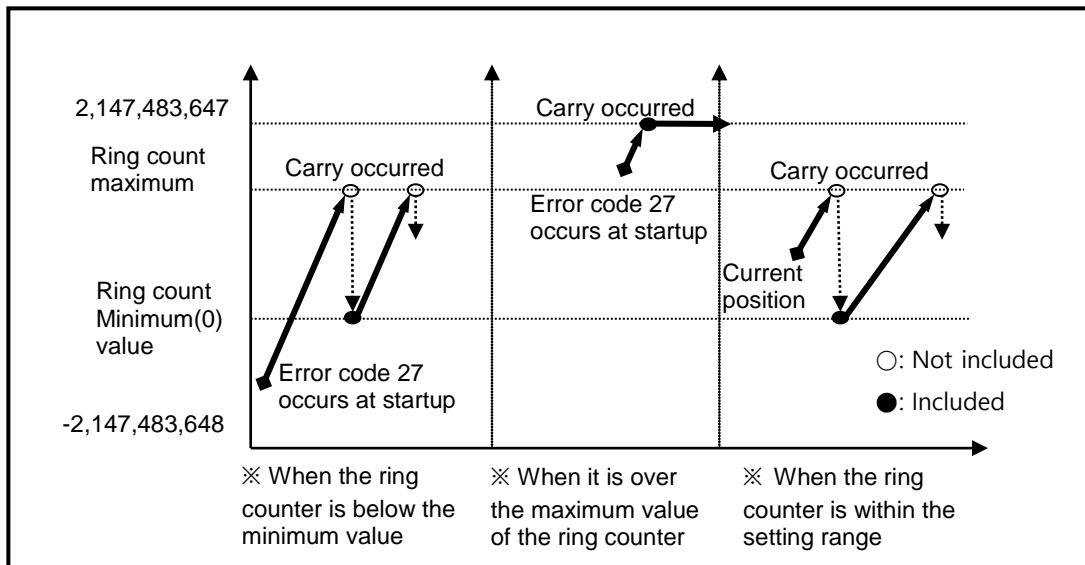 2,147,483,647
Ring count
maximum
Ring count
Minimum(0)
value
-2,147,483,648
Carry occurred
Error code 27
occurs at startup
Carry occurred
Error code 27
occurs at startup
Carry occurred
Current
position
○: Not included
●: Included
※ When the ring
counter is below the
minimum value
※ When it is over
the maximum value
of the ring counter
※ When the ring
counter is within the
setting range